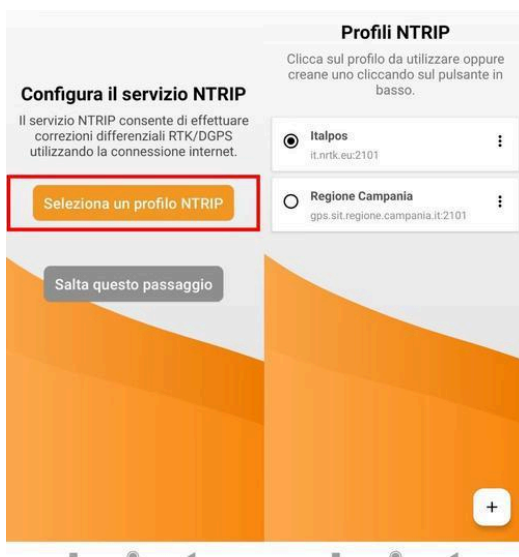 Configura il servizio NTRIP
Il servizio NTRIP consente di effettuare
correzioni differenziali RTK/DGPS
utilizzando la connessione internet.
Seleziona un profilo NTRIP
Salta questo passaggio
Profili NTRIP
Clicca sul profilo da utilizzare oppure
creane uno cliccando sul pulsante in
basso.
Italpos
it.nrtk.eu:2101
Regione Campania
gps.sit.regione.campania.it:2101
+